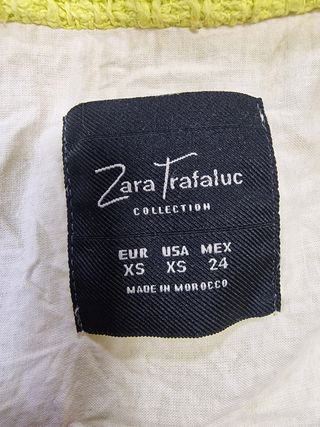 Zara Trafaluc
COLLECTION
EUR USA MEX
XS XS 24
MADE IN MOROCCO